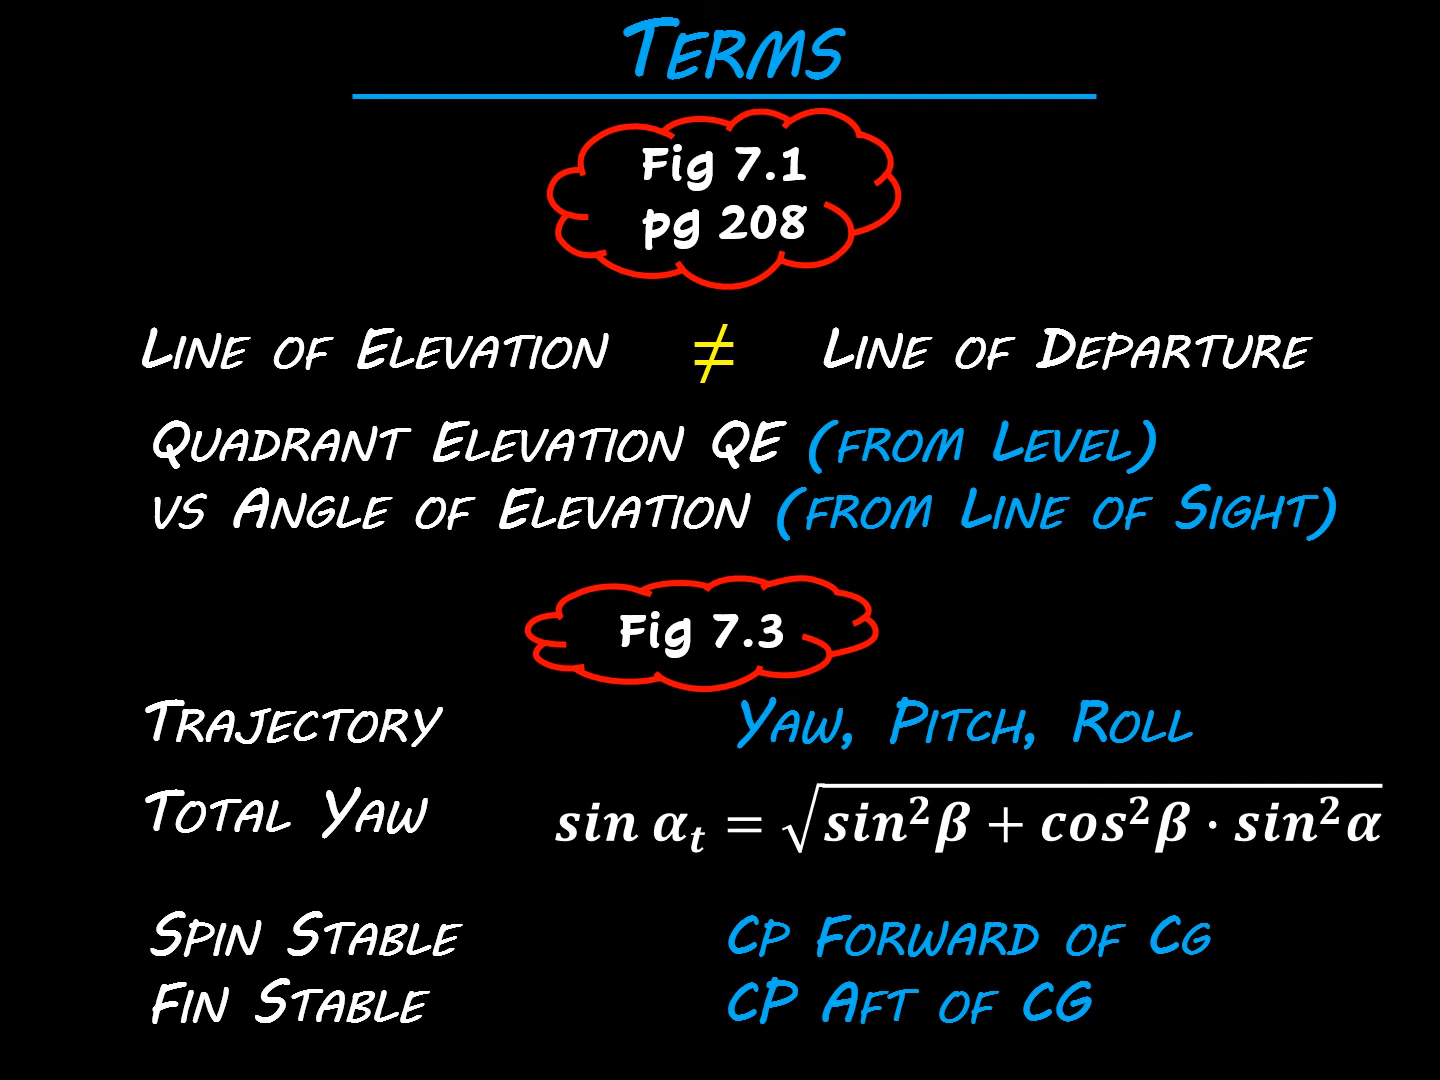 TERMS
Fig 7.1
pg 208
LINE OF ELEVATION ≠ LINE OF DEPARTURE
QUADRANT ELEVATION QE (FROM LEVEL)
VS ANGLE OF ELEVATION (FROM LINE OF SIGHT)
Fig 7.3
TRAJECTORY YAW, PITCH, ROLL
TOTAL YAW sin α_t = √(sin²β + cos²β · sin²α)
SPIN STABLE CP FORWARD OF CG
FIN STABLE CP AFT OF CG